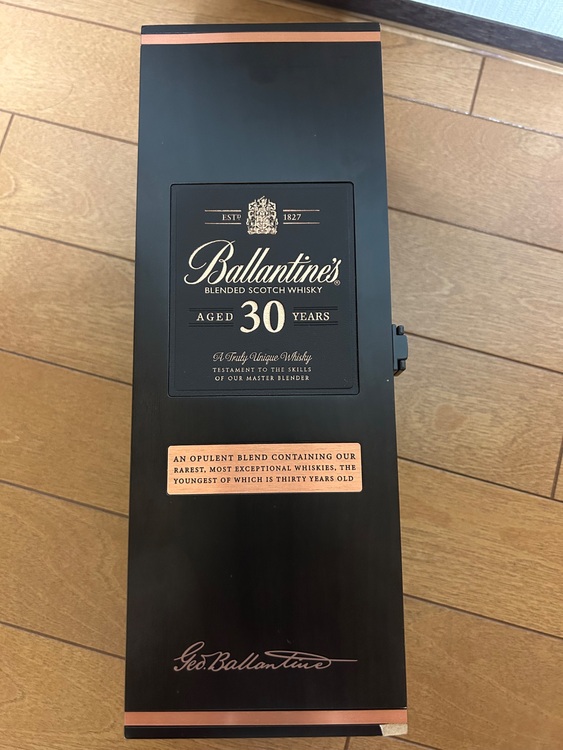 ESTD 1827
Ballantine's®
BLENDED SCOTCH WHISKY
AGED 30 YEARS
A Truly Unique Whisky
TESTAMENT TO THE SKILLS
OF OUR MASTER BLENDER
AN OPULENT BLEND CONTAINING OUR
RAREST, MOST EXCEPTIONAL WHISKIES, THE
YOUNGEST OF WHICH IS THIRTY YEARS OLD
Geo. Ballantine